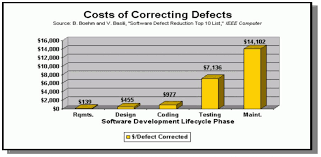 Costs of Correcting Defects
Source: B. Boehm and V. Basili, "Software Defect Reduction Top 10 List," IEEE Computer
$16,000
$14,000
$12,000
$10,000
$8,000
$6,000
$4,000
$2,000
$0
$139
$455
$977
$7,136
$14,102
Rqmts. Design Coding Testing Maint.
Software Development Lifecycle Phase
$/Defect Corrected